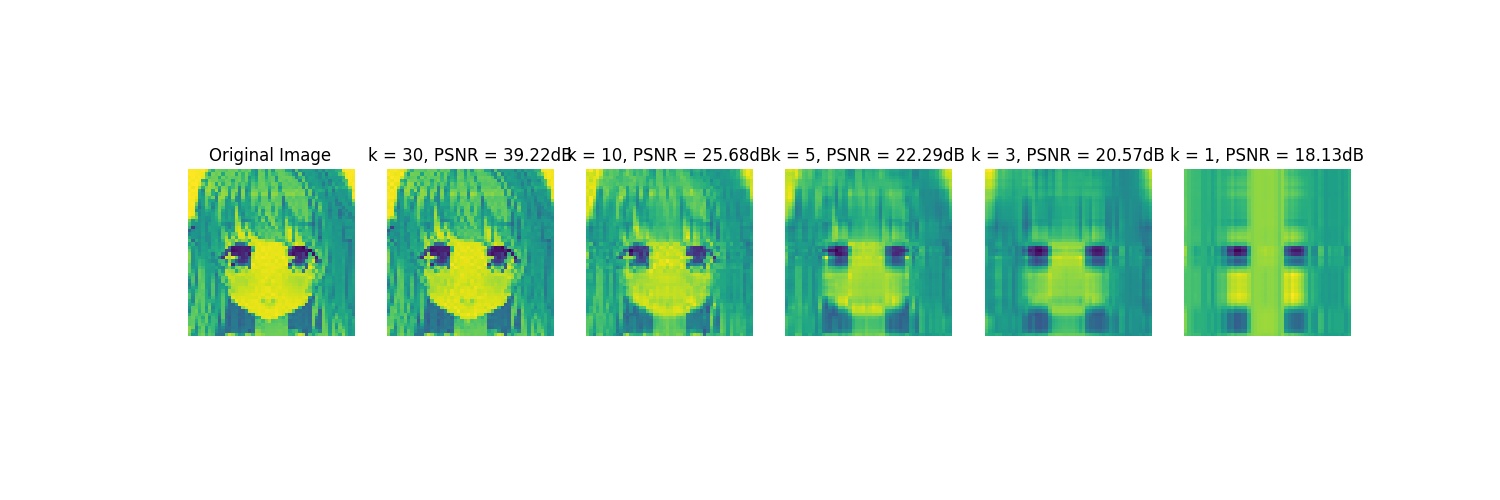 Original Image
k = 30, PSNR = 39.22dB
k = 10, PSNR = 25.68dB
k = 5, PSNR = 22.29dB
k = 3, PSNR = 20.57dB
k = 1, PSNR = 18.13dB